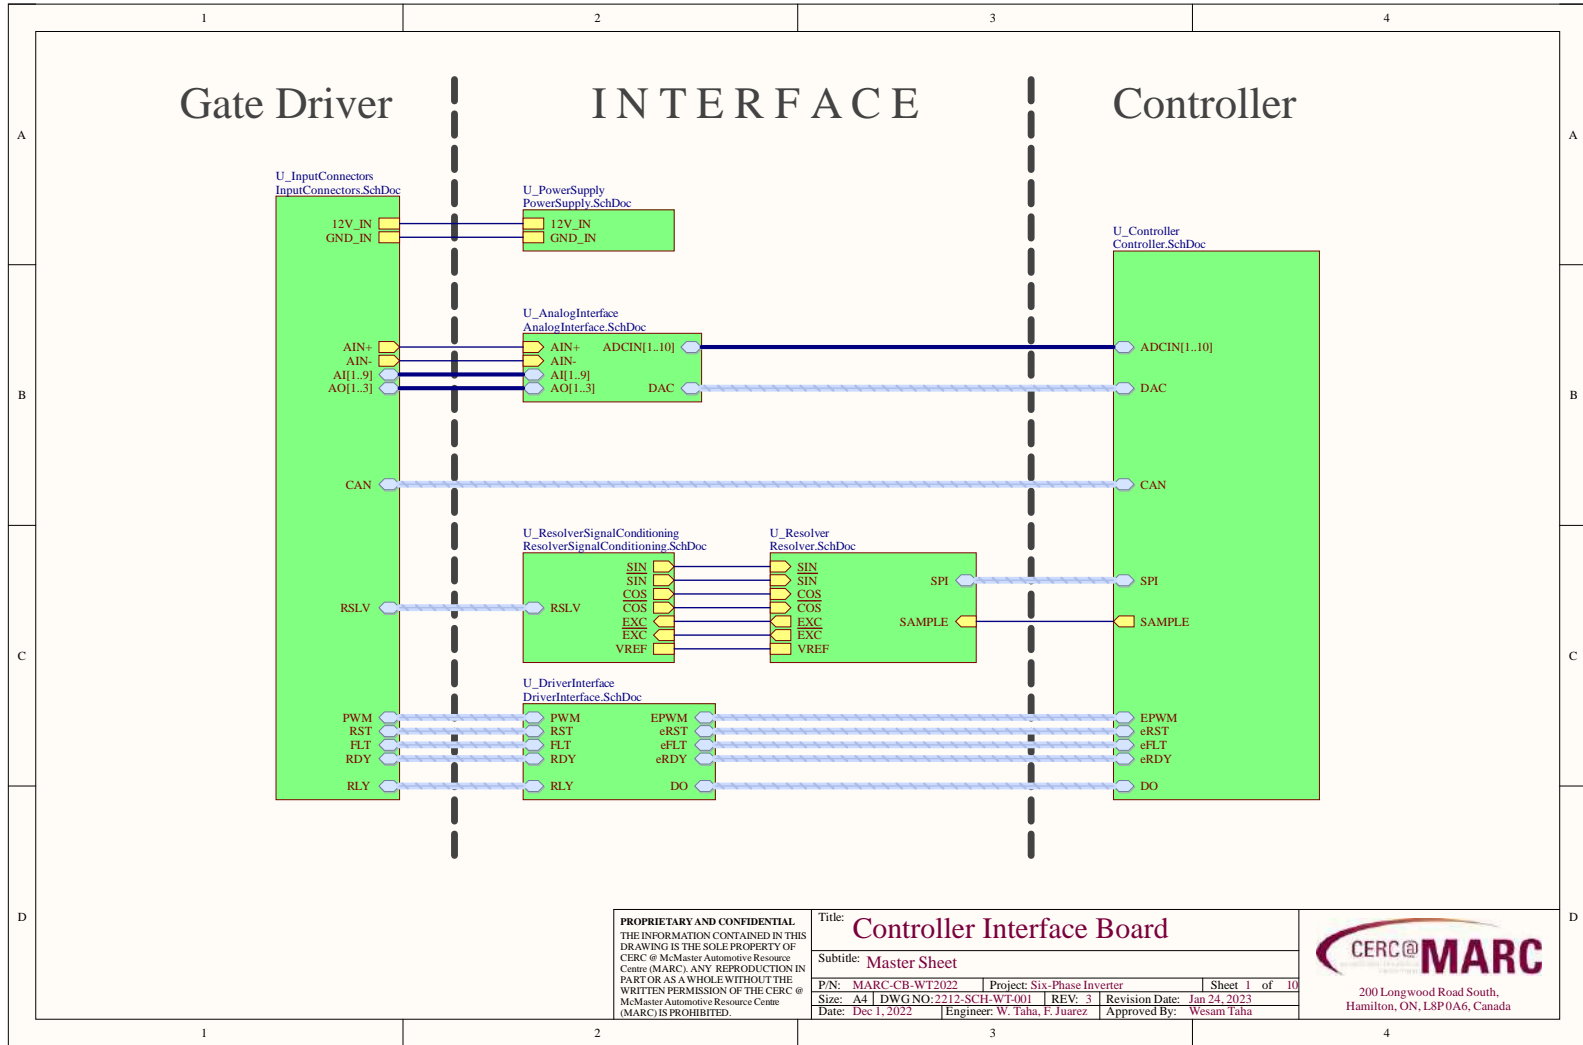 1 2 3 4
Gate Driver INTERFACE Controller
A A
U_InputConnectors
InputConnectors.SchDoc
12V_IN
GND_IN
AIN+
AIN-
AI[1..9]
AO[1..3]
CAN
RSLV
PWM
RST
FLT
RDY
RLY
U_PowerSupply
PowerSupply.SchDoc
12V_IN
GND_IN
U_AnalogInterface
AnalogInterface.SchDoc
AIN+ ADCIN[1..10]
AIN-
AI[1..9]
AO[1..3] DAC
U_ResolverSignalConditioning
ResolverSignalConditioning.SchDoc
SIN
SIN
COS
RSLV COS
EXC
EXC
VREF
U_Resolver
Resolver.SchDoc
SIN
SIN SPI
COS
COS
EXC SAMPLE
EXC
VREF
U_DriverInterface
DriverInterface.SchDoc
PWM EPWM
RST eRST
FLT eFLT
RDY eRDY
RLY DO
U_Controller
Controller.SchDoc
ADCIN[1..10]
DAC
CAN
SPI
SAMPLE
EPWM
eRST
eFLT
eRDY
DO
B B
C C
D D
PROPRIETARY AND CONFIDENTIAL
THE INFORMATION CONTAINED IN THIS
DRAWING IS THE SOLE PROPERTY OF
CERC @ McMaster Automotive Resource
Centre (MARC). ANY REPRODUCTION IN
PART OR AS A WHOLE WITHOUT THE
WRITTEN PERMISSION OF THE CERC @
McMaster Automotive Resource Centre
(MARC) IS PROHIBITED.
Title: Controller Interface Board
Subtitle: Master Sheet
P/N: MARC-CB-WT2022 Project: Six-Phase Inverter Sheet 1 of 10
Size: A4 DWG NO: 2212-SCH-WT-001 REV: 3 Revision Date: Jan 24, 2023
Date: Dec 1, 2022 Engineer: W. Taha, F. Juarez Approved By: Wesam Taha
CERC@MARC
200 Longwood Road South,
Hamilton, ON, L8P 0A6, Canada
1 2 3 4